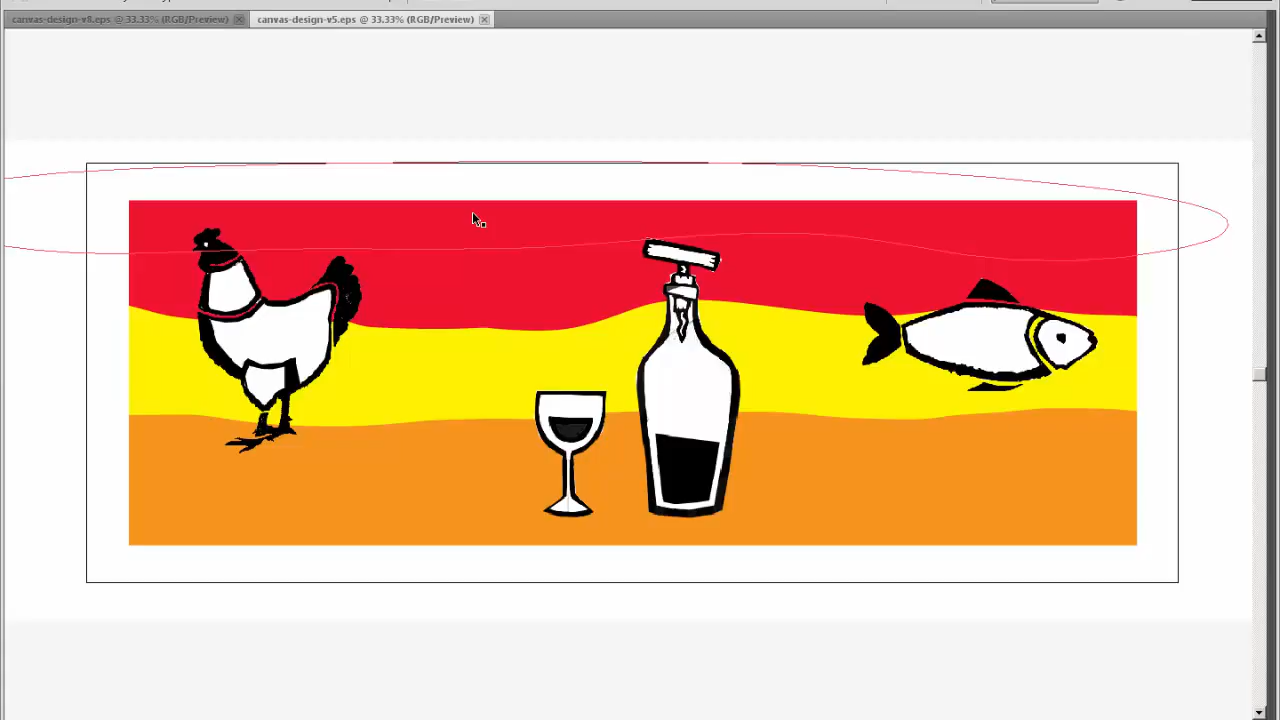 canvas-design-v8.eps @ 33.33% (RGB/Preview)
canvas-design-v5.eps @ 33.33% (RGB/Preview)